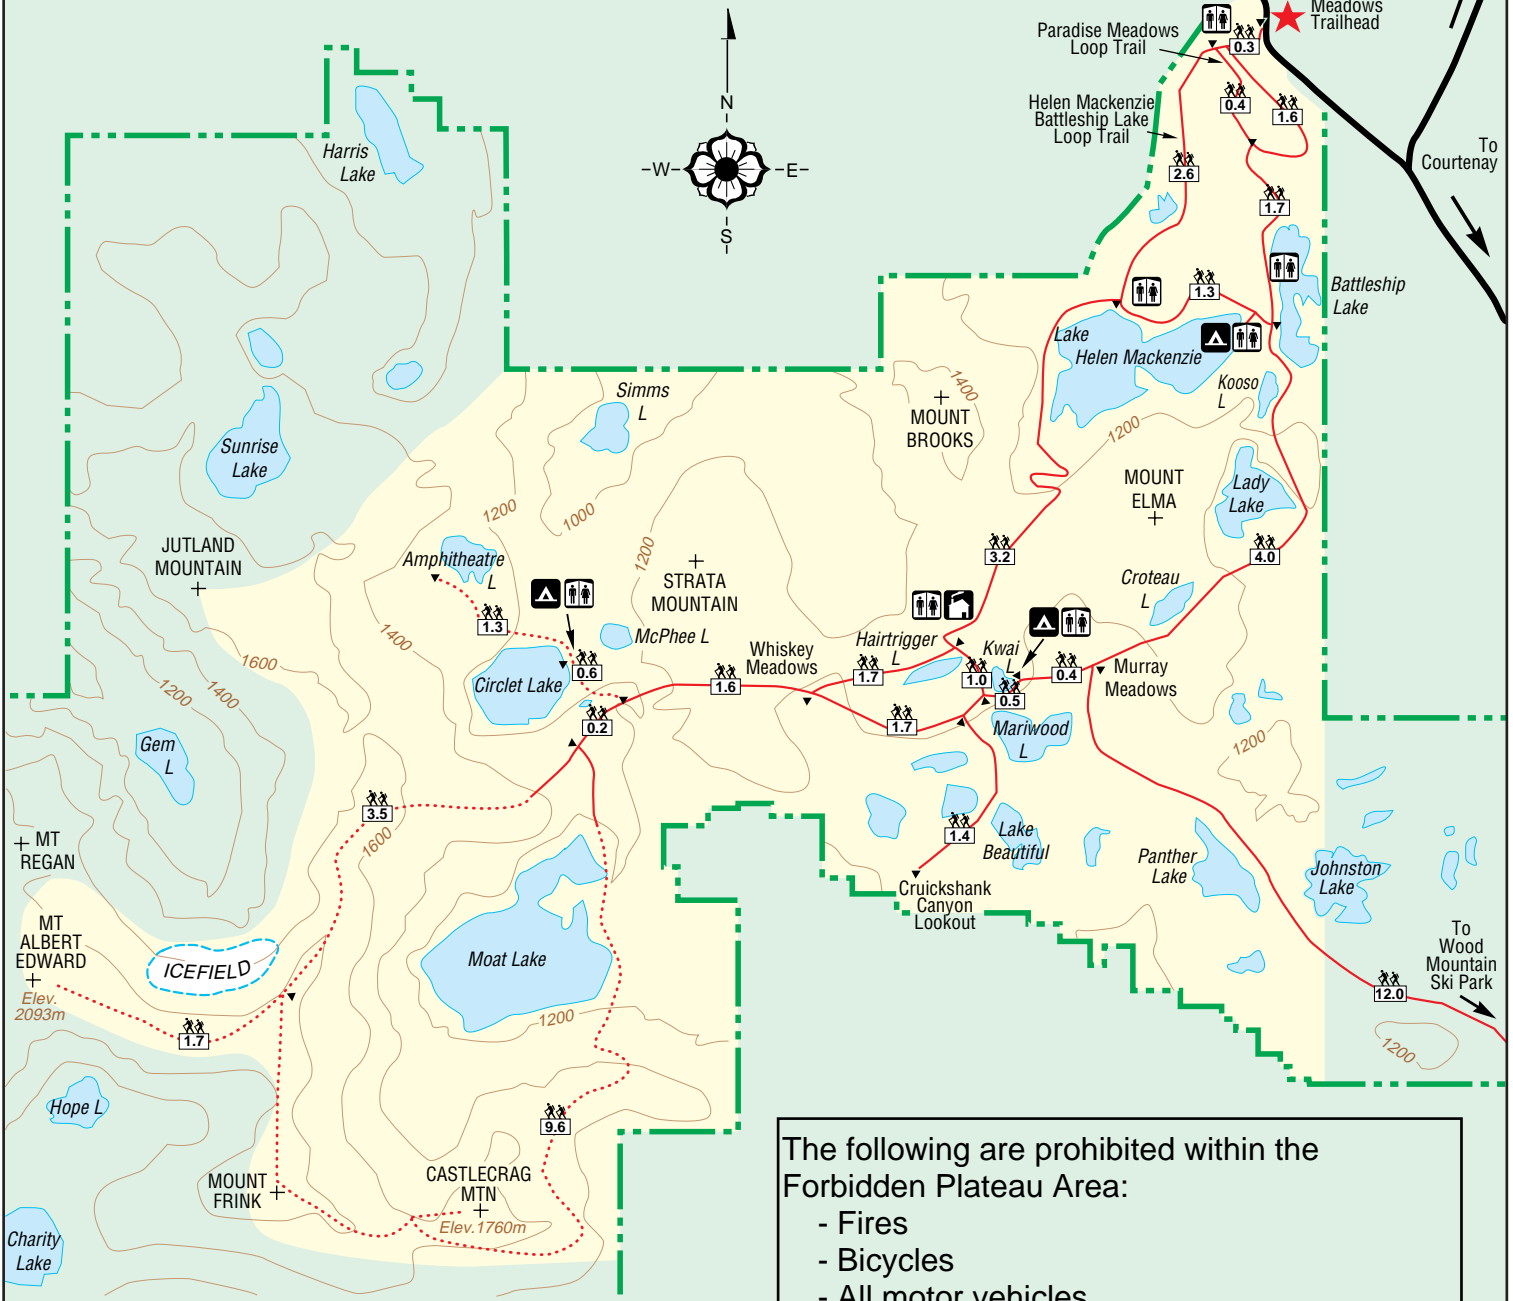 Meadows
Trailhead
Paradise Meadows
Loop Trail
0.3
0.4
1.6
Helen Mackenzie
Battleship Lake
Loop Trail
2.6
1.7
To
Courtenay
N
W
E
S
Harris
Lake
1.3
Battleship
Lake
Lake
Helen Mackenzie
Kooso
L
1400
MOUNT
BROOKS
1200
Simms
L
Sunrise
Lake
MOUNT
ELMA
Lady
Lake
1200
1000
1200
JUTLAND
MOUNTAIN
Amphitheatre
L
1.3
STRATA
MOUNTAIN
3.2
4.0
Croteau
L
1400
McPhee L
Whiskey
Meadows
Hairtrigger
L
Kwai
L
1600
1200
1400
Circlet Lake
0.6
1.6
1.7
1.0
0.5
0.4
Murray
Meadows
0.2
1.7
Mariwood
L
1200
Gem
L
3.5
1600
MT
REGAN
1.4
Lake
Beautiful
Panther
Lake
Johnston
Lake
Cruickshank
Canyon
Lookout
MT
ALBERT
EDWARD
Elev.
2093m
ICEFIELD
Moat Lake
1200
To
Wood
Mountain
Ski Park
12.0
1200
1.7
Hope L
9.6
MOUNT
FRINK
CASTLECRAG
MTN
Elev.1760m
Charity
Lake
The following are prohibited within the
Forbidden Plateau Area:
- Fires
- Bicycles
- All motor vehicles